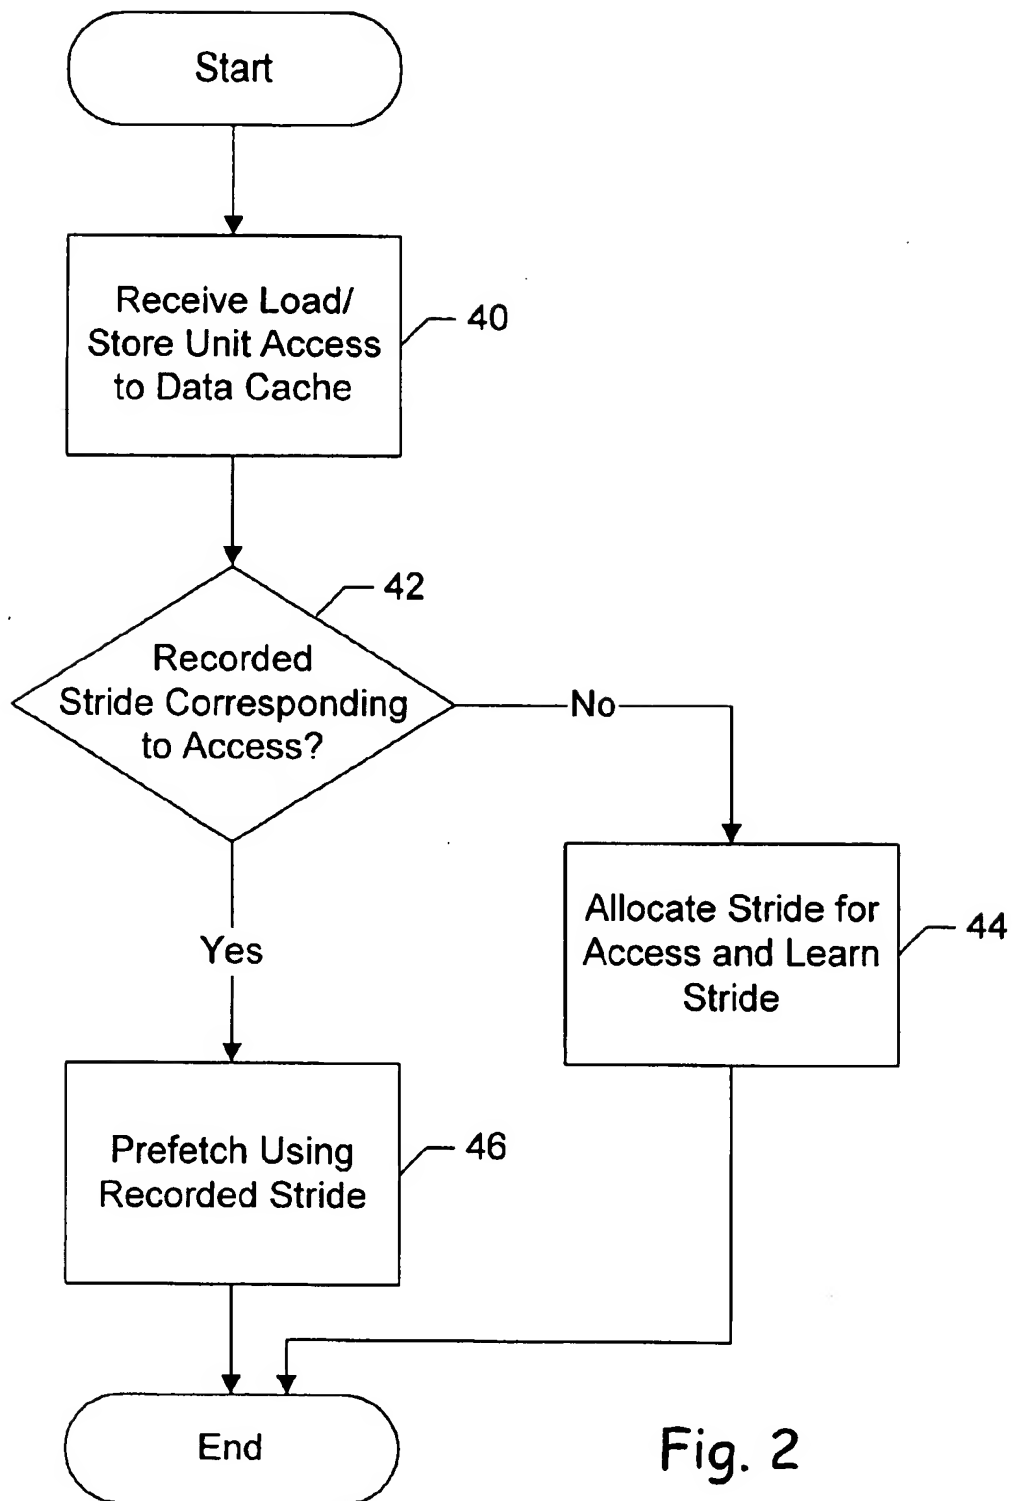 Start
Receive Load/
Store Unit Access
to Data Cache
40
42
Recorded
Stride Corresponding
to Access?
No
Yes
Allocate Stride for
Access and Learn
Stride
44
Prefetch Using
Recorded Stride
46
End
Fig. 2